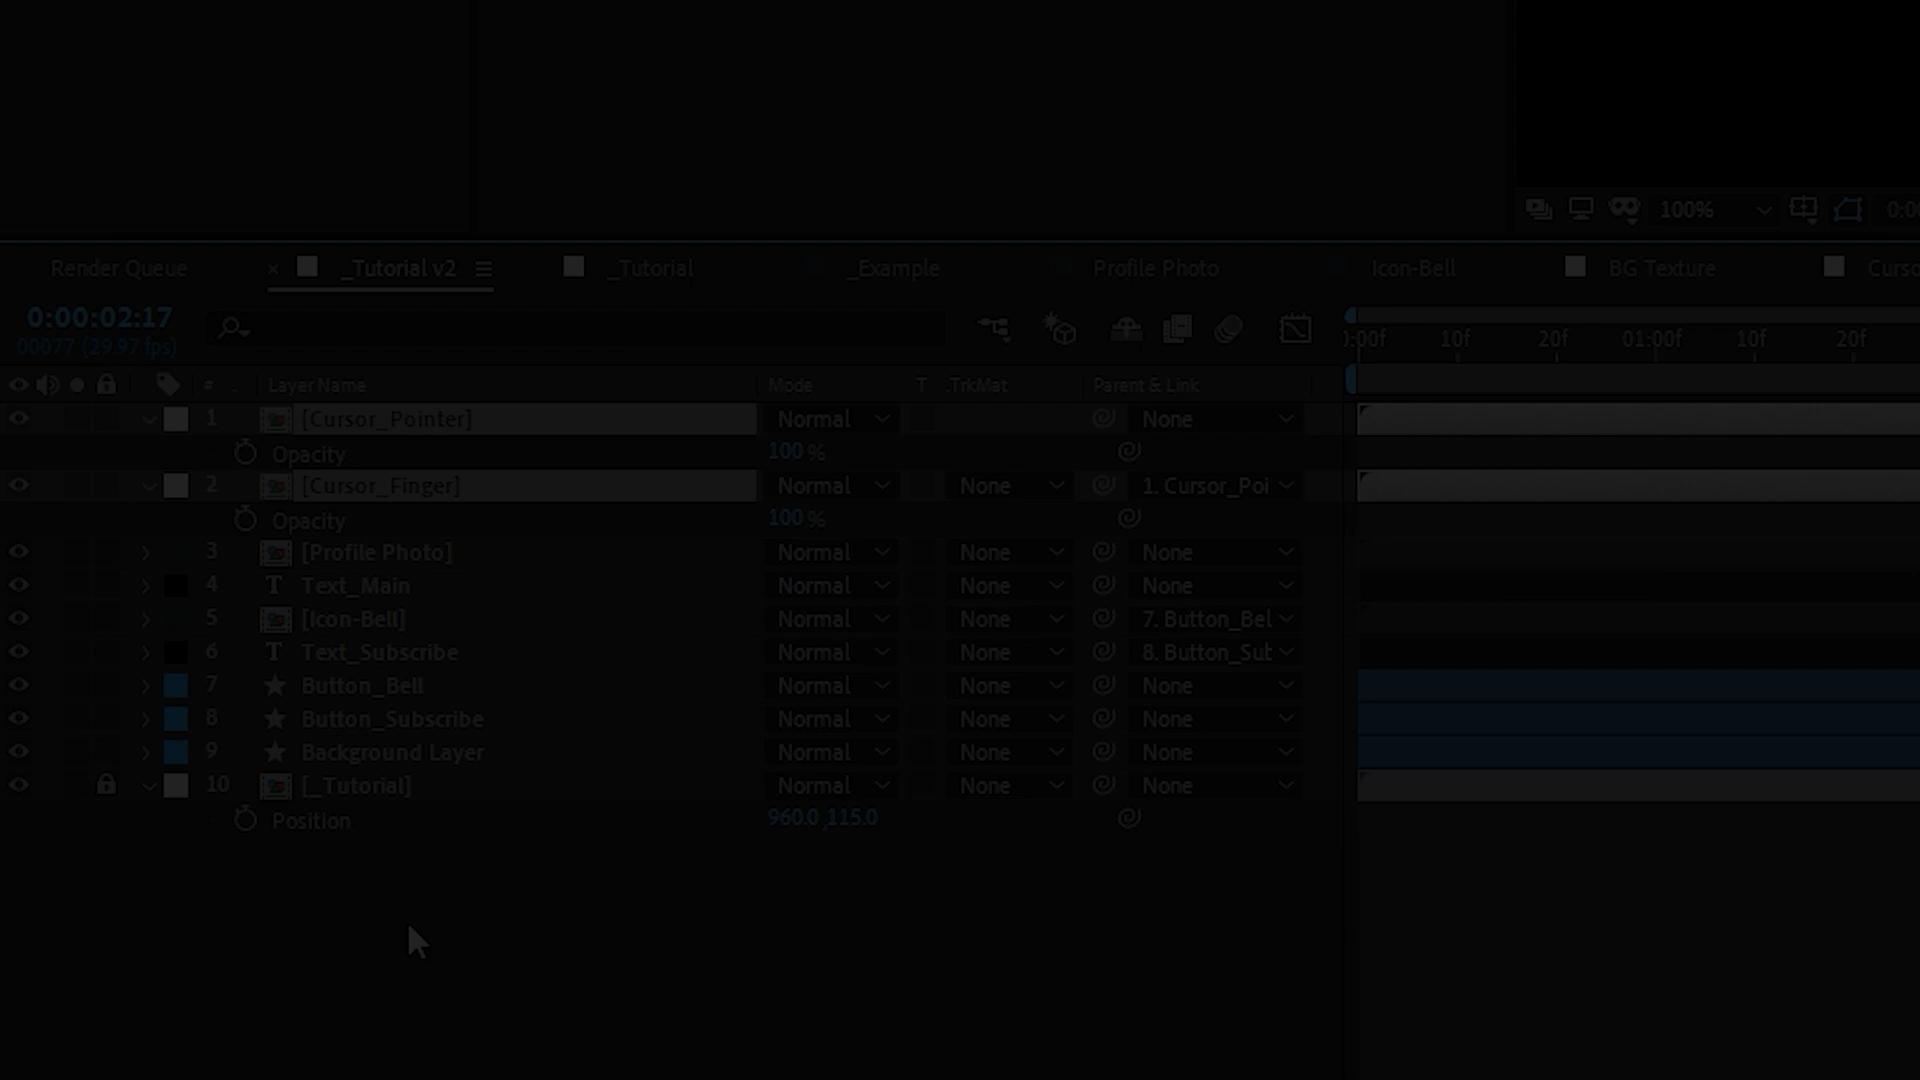 100%
Render Queue _Tutorial v2 _Tutorial _Example Profile Photo Icon-Bell BG Texture
0:00:02:17
00077 (29.97 fps)
10f 20f 01:00f 10f 20f
# Layer Name Mode T .TrkMat Parent & Link
1 [Cursor_Pointer] Normal None
Opacity 100 %
2 [Cursor_Finger] Normal None 1. Cursor_Poi
Opacity 100 %
3 [Profile Photo] Normal None None
4 Text_Main Normal None None
5 [Icon-Bell] Normal None 7. Button_Bel
6 Text_Subscribe Normal None 8. Button_Sub
7 Button_Bell Normal None None
8 Button_Subscribe Normal None None
9 Background Layer Normal None None
10 [_Tutorial] Normal None None
Position 960.0,115.0